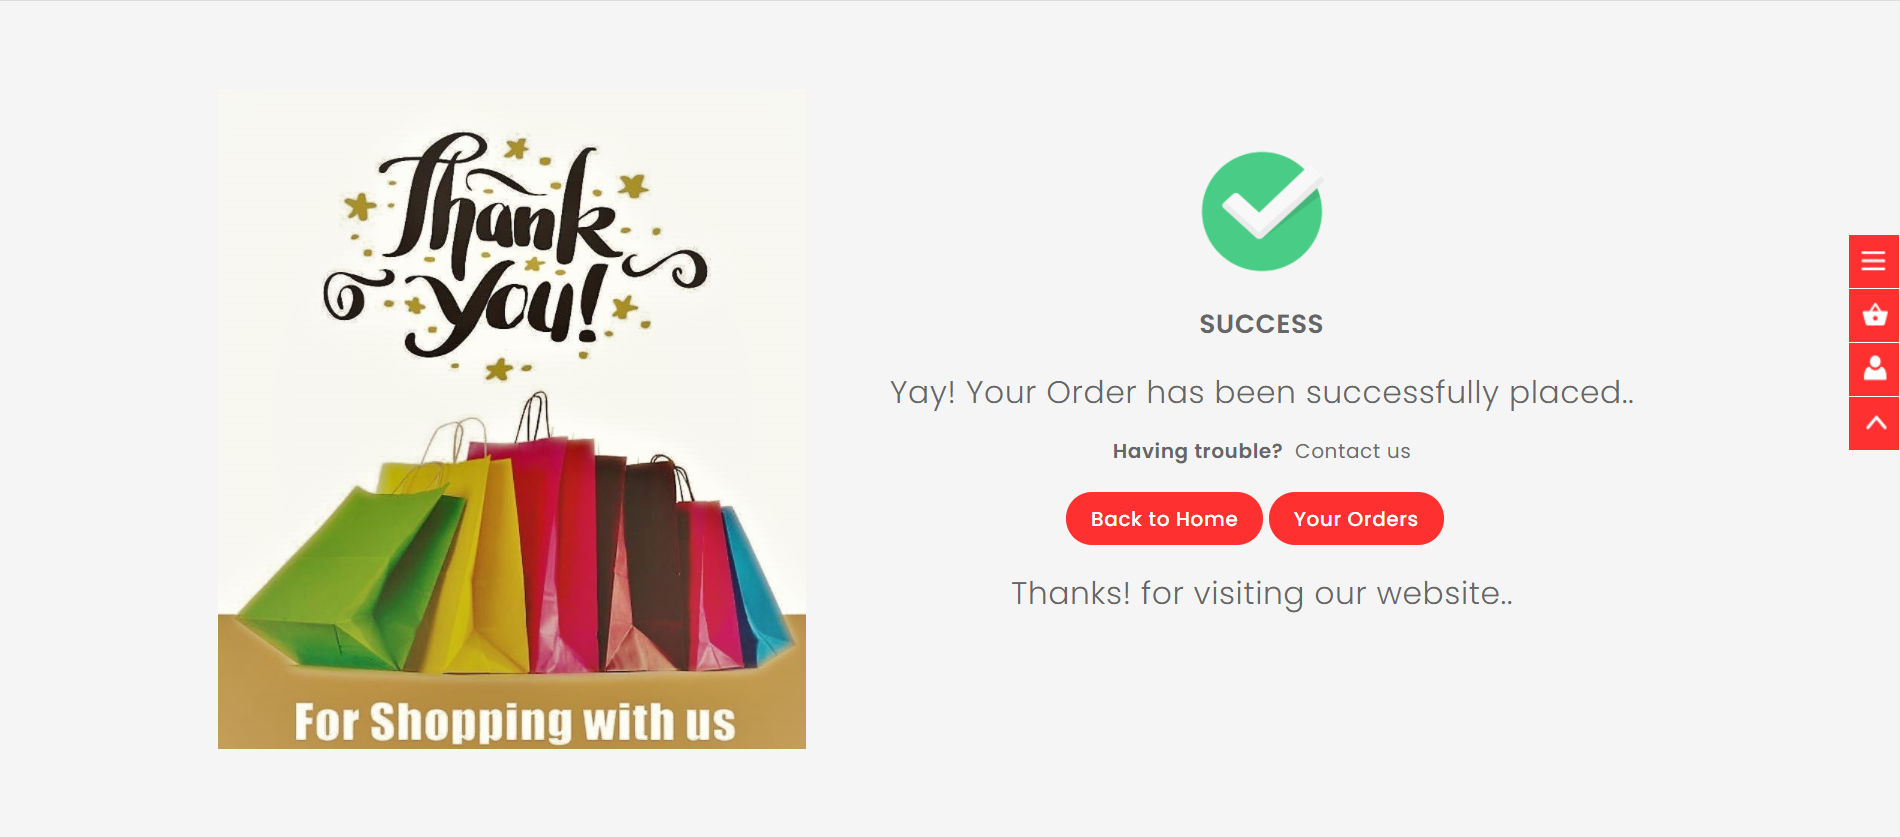 Thank
You!
For Shopping with us
SUCCESS
Yay! Your Order has been successfully placed..
Having trouble? Contact us
Back to Home Your Orders
Thanks! for visiting our website..